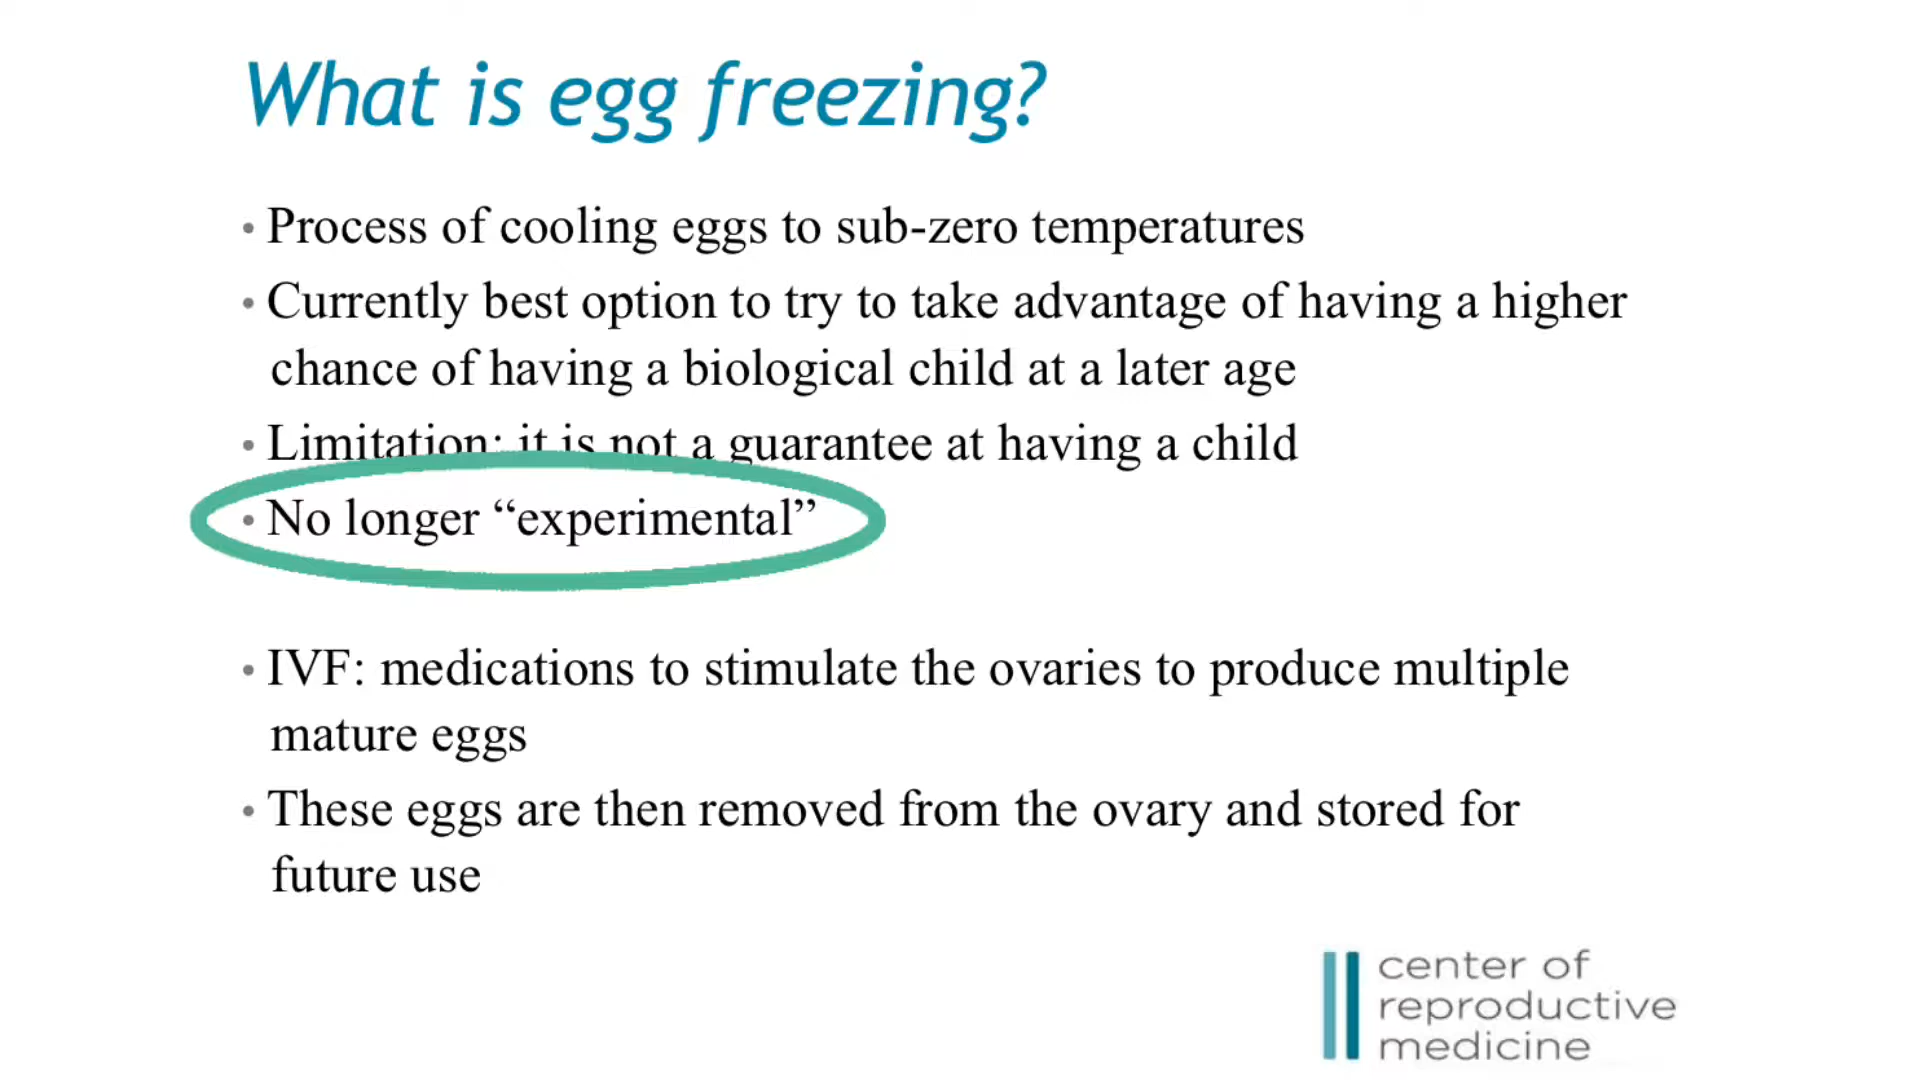 What is egg freezing?
• Process of cooling eggs to sub-zero temperatures
• Currently best option to try to take advantage of having a higher
chance of having a biological child at a later age
• Limitation: it is not a guarantee at having a child
• No longer “experimental”
• IVF: medications to stimulate the ovaries to produce multiple
mature eggs
• These eggs are then removed from the ovary and stored for
future use
center of
reproductive
medicine